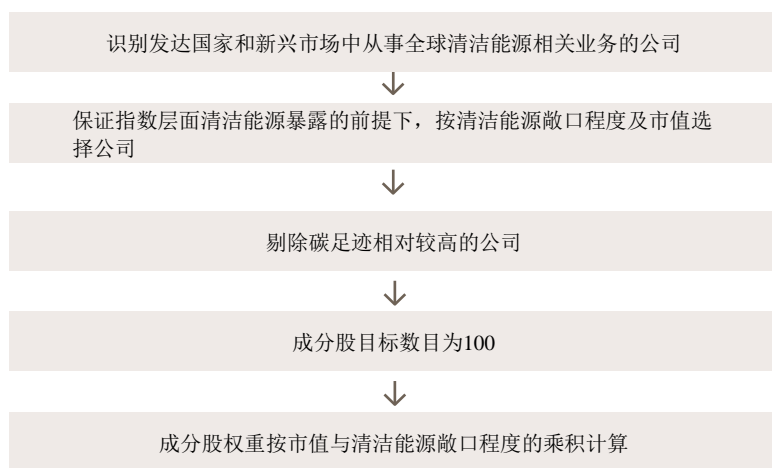 识别发达国家和新兴市场中从事全球清洁能源相关业务的公司
保证指数层面清洁能源暴露的前提下，按清洁能源敞口程度及市值选
择公司
剔除碳足迹相对较高的公司
成分股目标数目为100
成分股权重按市值与清洁能源敞口程度的乘积计算